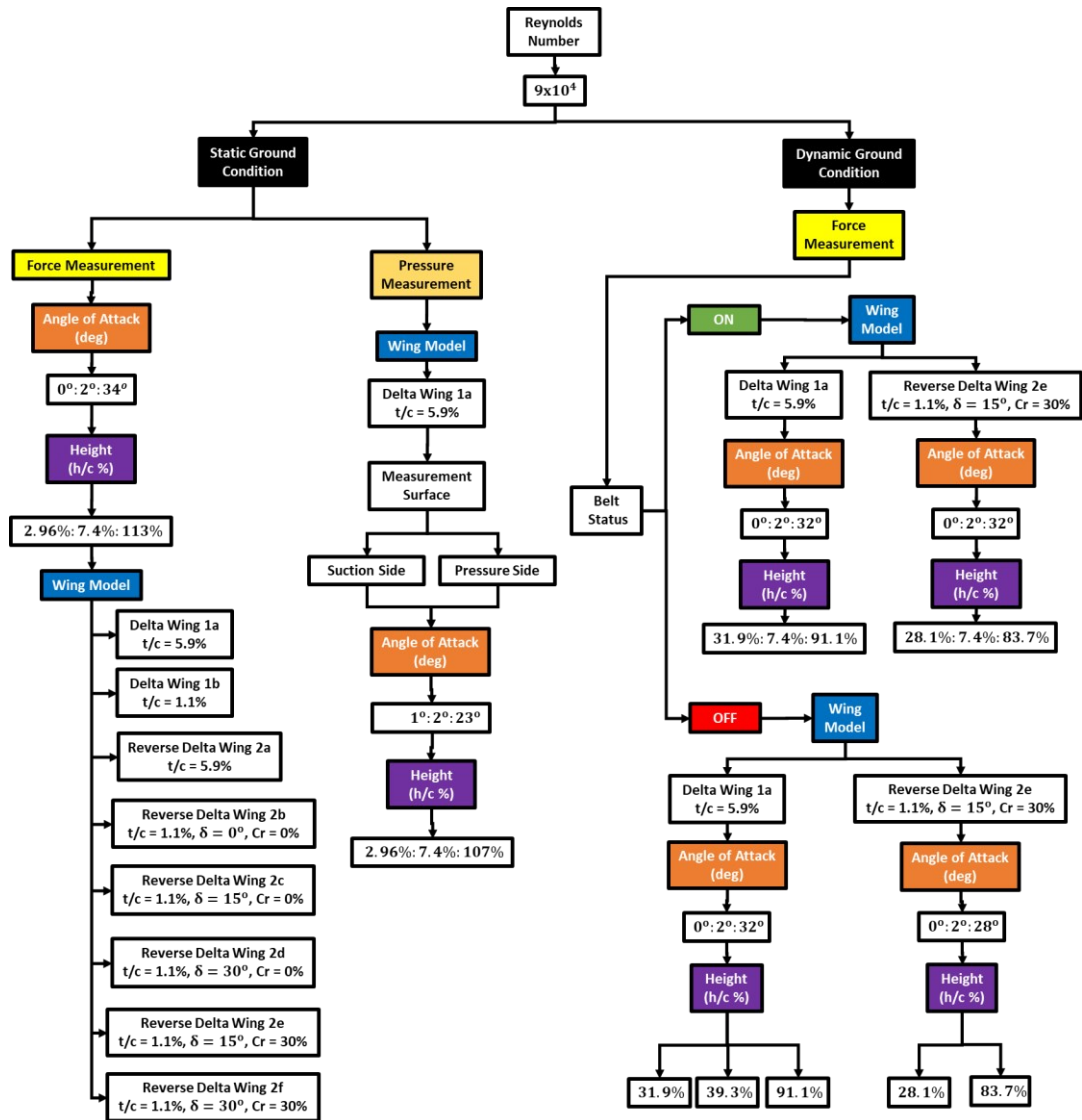 Reynolds
Number
9x10⁴
Static Ground
Condition
Force Measurement
Angle of Attack
(deg)
0°: 2°: 34°
Height
(h/c %)
2.96%: 7.4%: 113%
Wing Model
Delta Wing 1a
t/c = 5.9%
Delta Wing 1b
t/c = 1.1%
Reverse Delta Wing 2a
t/c = 5.9%
Reverse Delta Wing 2b
t/c = 1.1%, δ = 0°, Cr = 0%
Reverse Delta Wing 2c
t/c = 1.1%, δ = 15°, Cr = 0%
Reverse Delta Wing 2d
t/c = 1.1%, δ = 30°, Cr = 0%
Reverse Delta Wing 2e
t/c = 1.1%, δ = 15°, Cr = 30%
Reverse Delta Wing 2f
t/c = 1.1%, δ = 30°, Cr = 30%
Pressure
Measurement
Wing Model
Delta Wing 1a
t/c = 5.9%
Measurement
Surface
Suction Side
Pressure Side
Angle of Attack
(deg)
1°: 2°: 23°
Height
(h/c %)
2.96%: 7.4%: 107%
Dynamic Ground
Condition
Force
Measurement
Belt
Status
ON
Wing
Model
Delta Wing 1a
t/c = 5.9%
Angle of Attack
(deg)
0°: 2°: 32°
Height
(h/c %)
31.9%: 7.4%: 91.1%
Reverse Delta Wing 2e
t/c = 1.1%, δ = 15°, Cr = 30%
Angle of Attack
(deg)
0°: 2°: 32°
Height
(h/c %)
28.1%: 7.4%: 83.7%
OFF
Wing
Model
Delta Wing 1a
t/c = 5.9%
Angle of Attack
(deg)
0°: 2°: 32°
Height
(h/c %)
31.9%
39.3%
91.1%
Reverse Delta Wing 2e
t/c = 1.1%, δ = 15°, Cr = 30%
Angle of Attack
(deg)
0°: 2°: 28°
Height
(h/c %)
28.1%
83.7%